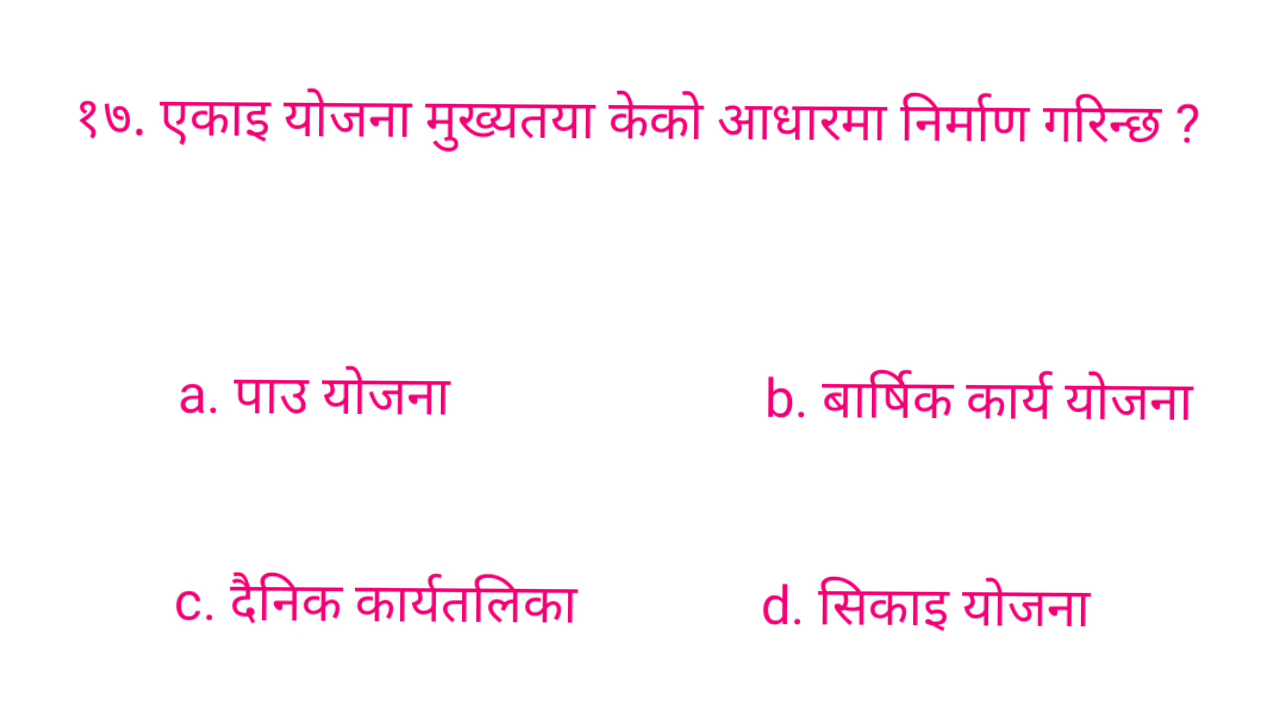 १७. एकाइ योजना मुख्यतया केको आधारमा निर्माण गरिन्छ ?
a. पाउ योजना
b. बार्षिक कार्य योजना
c. दैनिक कार्यतलिका
d. सिकाइ योजना